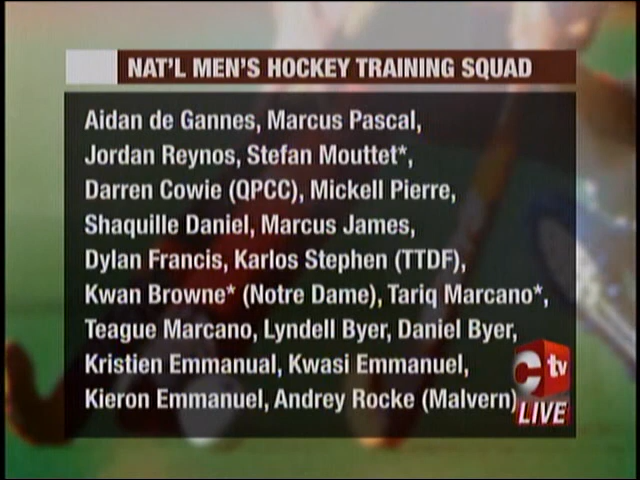 NAT'L MEN'S HOCKEY TRAINING SQUAD
Aidan de Gannes, Marcus Pascal,
Jordan Reynos, Stefan Mouttet*,
Darren Cowie (QPCC), Mickell Pierre,
Shaquille Daniel, Marcus James,
Dylan Francis, Karlos Stephen (TTDF),
Kwan Browne* (Notre Dame), Tariq Marcano*,
Teague Marcano, Lyndell Byer, Daniel Byer,
Kristien Emmanual, Kwasi Emmanuel,
Kieron Emmanuel, Andrey Rocke (Malvern)
Ctv
LIVE